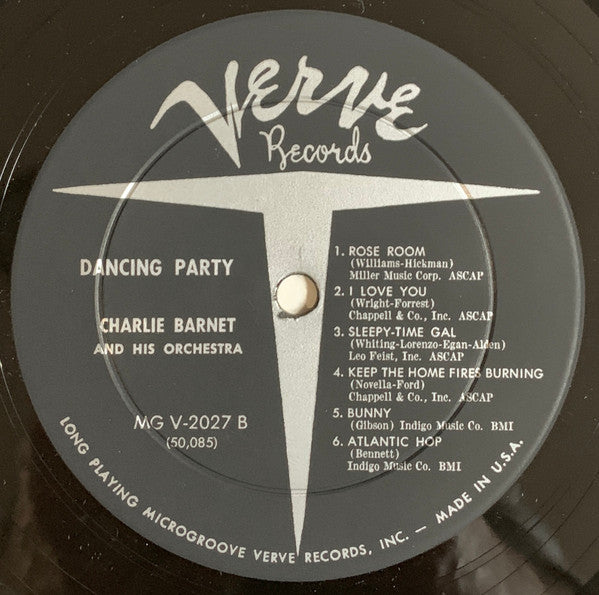 Verve
Records
DANCING PARTY
CHARLIE BARNET
AND HIS ORCHESTRA
MG V-2027 B
(50,085)
1. ROSE ROOM
(Williams-Hickman)
Miller Music Corp. ASCAP
2. I LOVE YOU
(Wright-Forrest)
Chappell & Co., Inc. ASCAP
3. SLEEPY-TIME GAL
(Whiting-Lorenzo-Egan-Alden)
Leo Feist, Inc. ASCAP
4. KEEP THE HOME FIRES BURNING
(Novella-Ford)
Chappell & Co., Inc. ASCAP
5. BUNNY
(Gibson) Indigo Music Co. BMI
6. ATLANTIC HOP
(Bennett)
Indigo Music Co. BMI
LONG PLAYING MICROGROOVE VERVE RECORDS, INC. — MADE IN U.S.A.